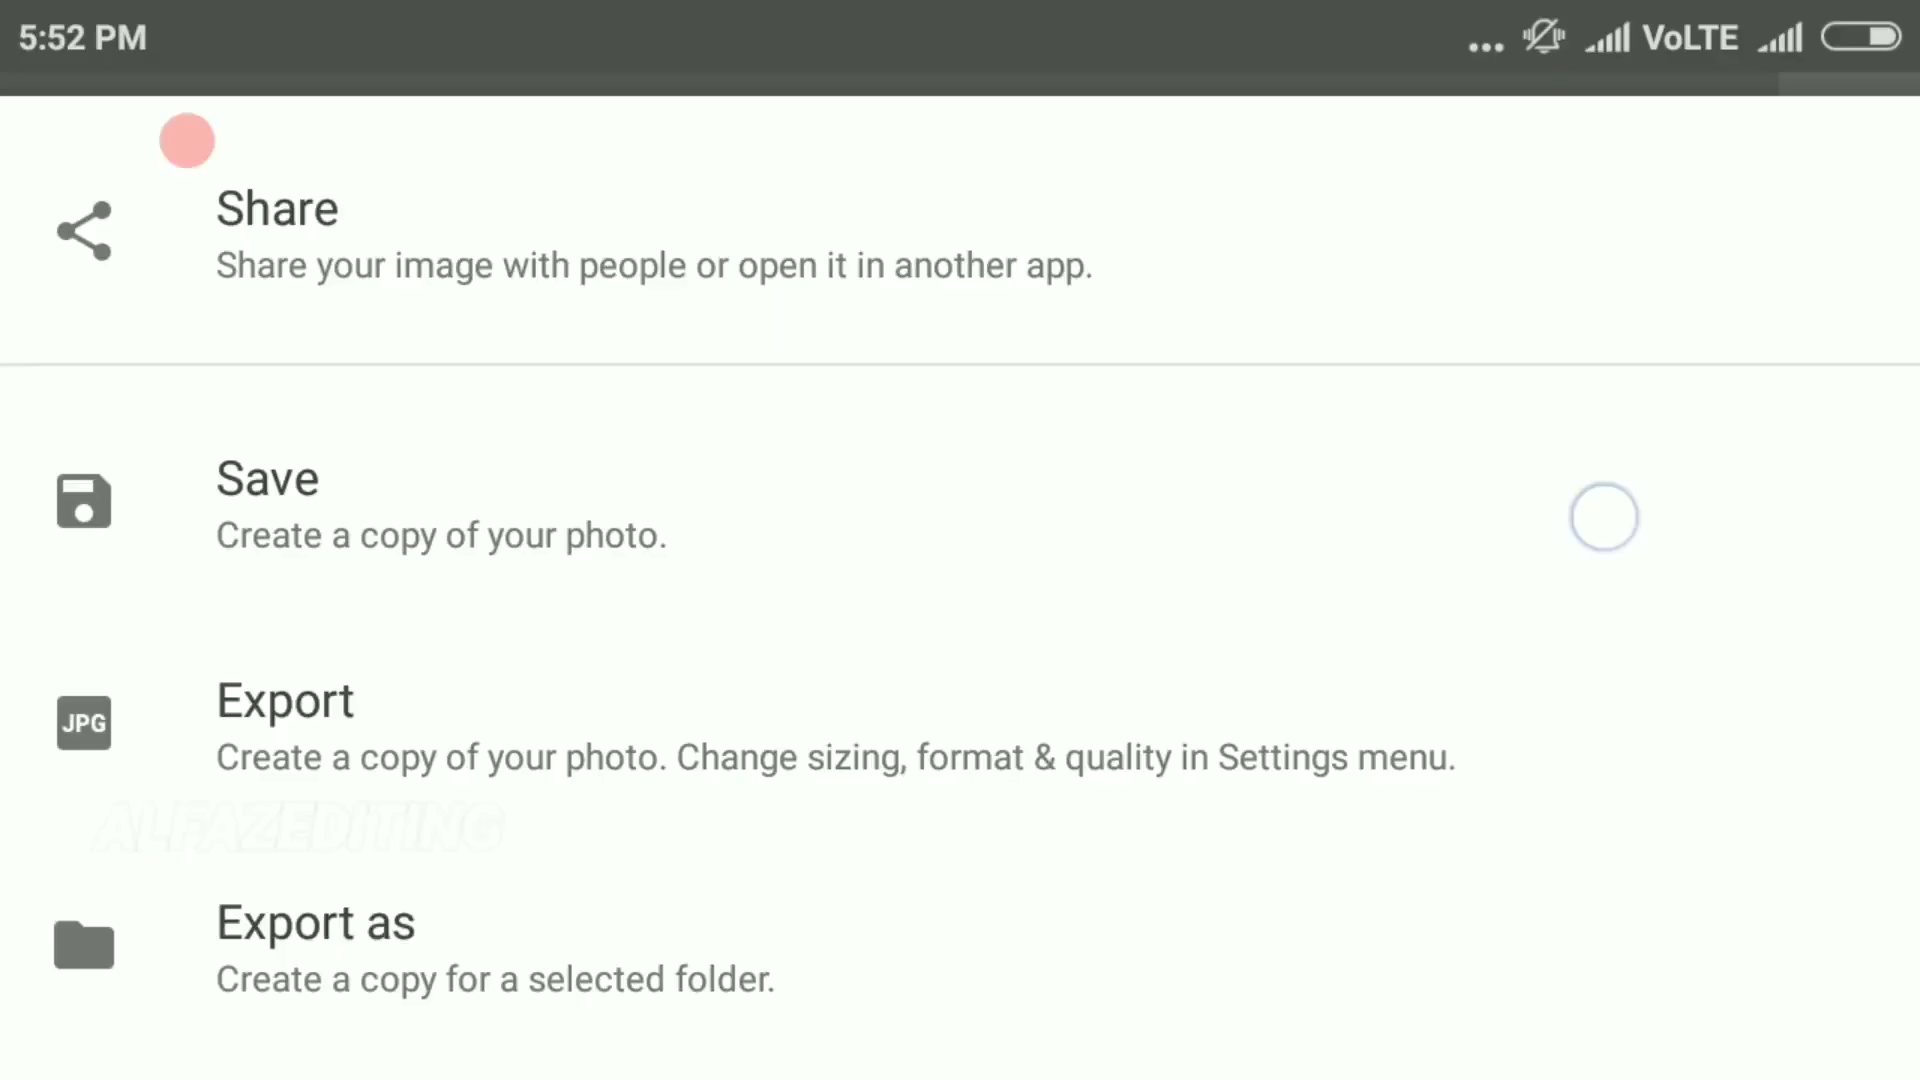 5:52 PM
VoLTE
Share
Share your image with people or open it in another app.
Save
Create a copy of your photo.
JPG
Export
Create a copy of your photo. Change sizing, format & quality in Settings menu.
ALFAZEDITING
Export as
Create a copy for a selected folder.